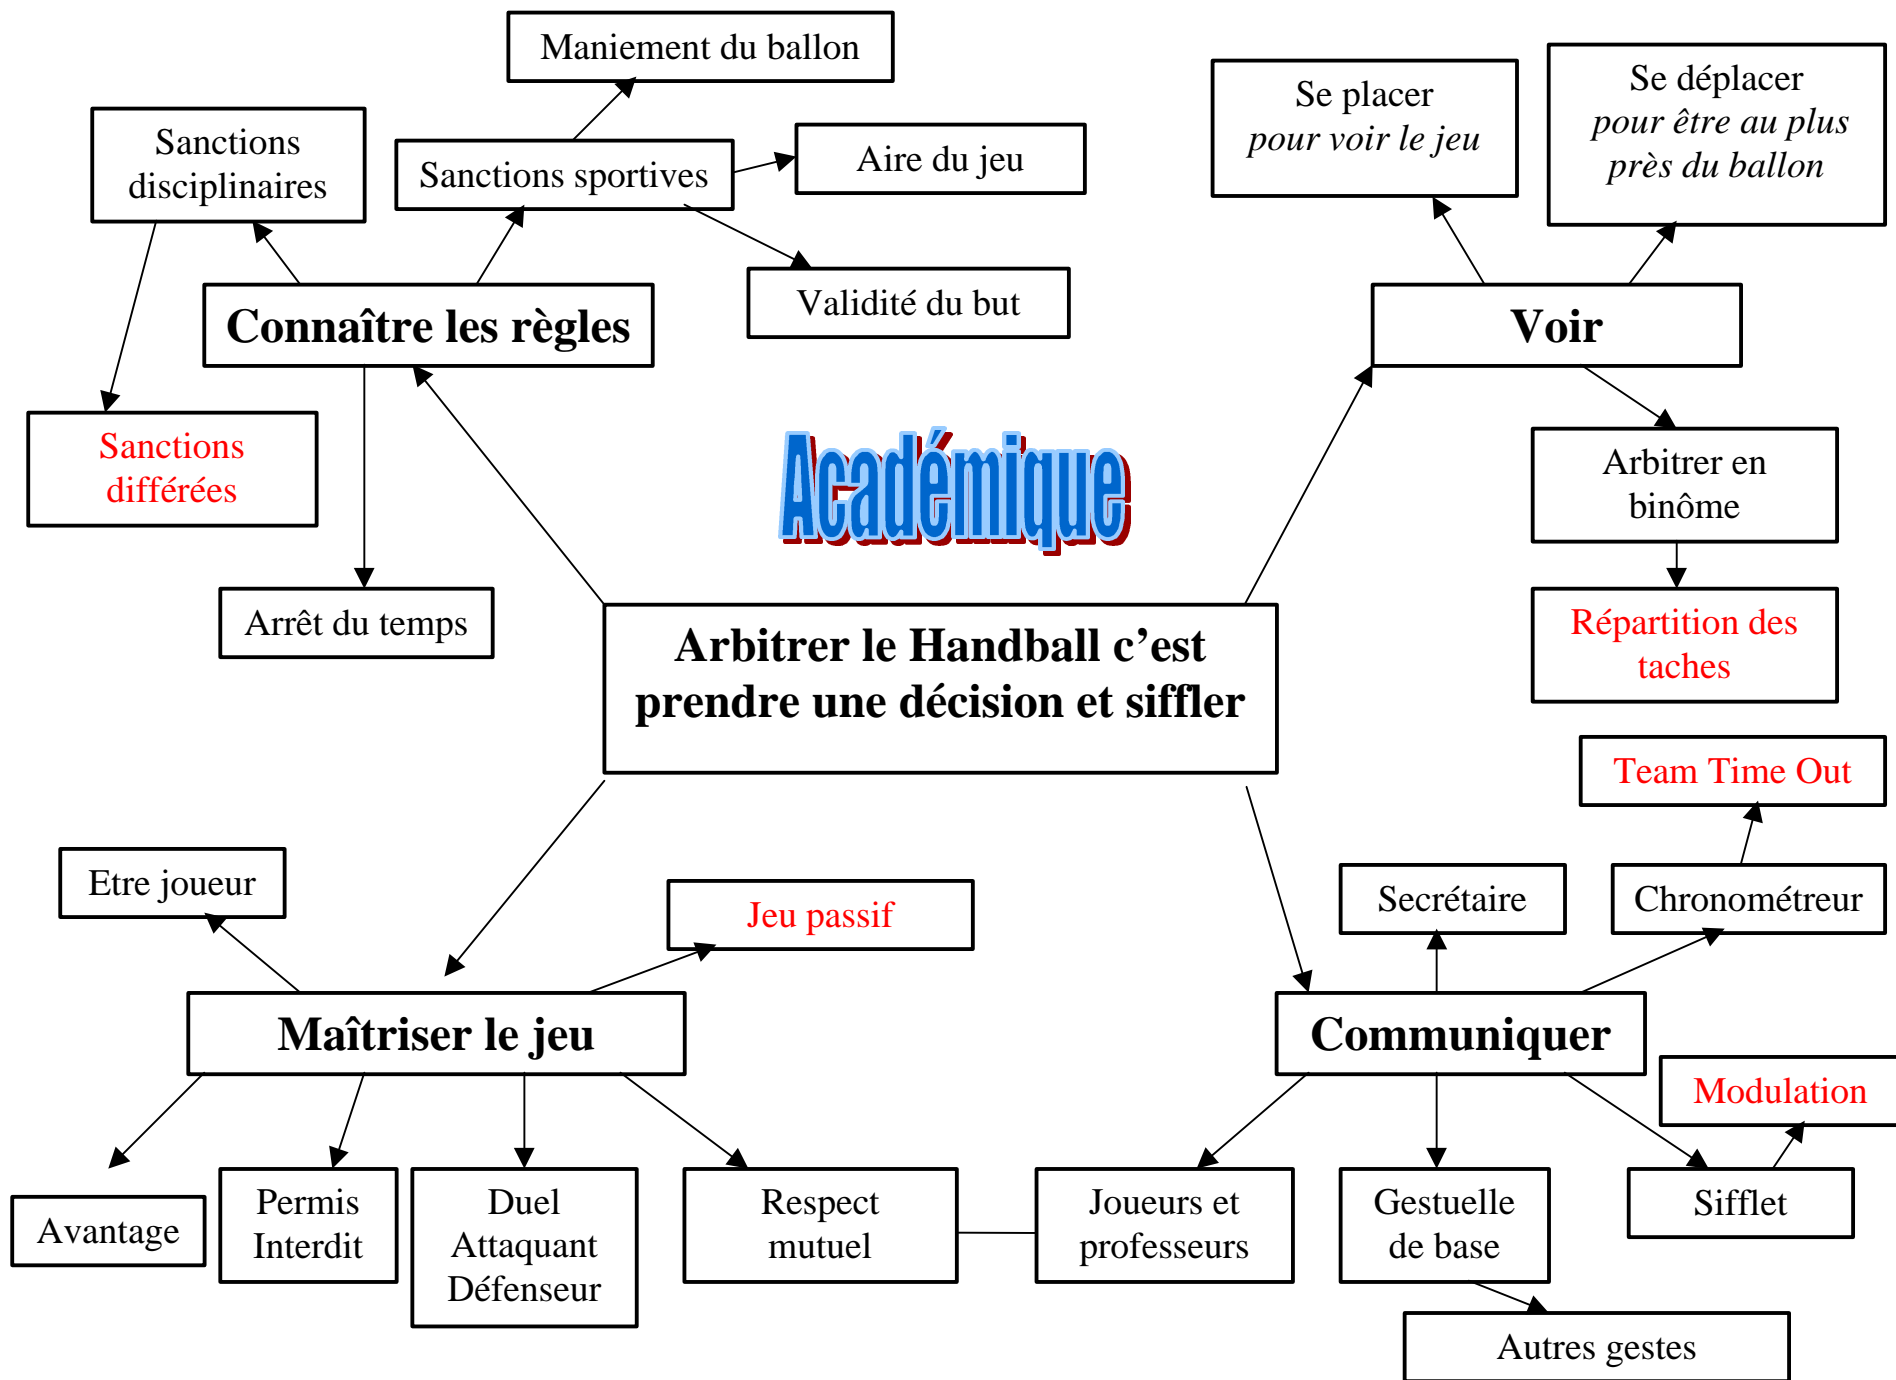 Maniement du ballon
Se placer
pour voir le jeu
Se déplacer
pour être au plus
près du ballon
Sanctions
disciplinaires
Sanctions sportives
Aire du jeu
Validité du but
Connaître les règles
Voir
Sanctions
différées
Académique
Arbitrer en
binôme
Arrêt du temps
Répartition des
taches
Arbitrer le Handball c’est
prendre une décision et siffler
Team Time Out
Etre joueur
Jeu passif
Secrétaire
Chronométreur
Maîtriser le jeu
Communiquer
Modulation
Avantage
Permis
Interdit
Duel
Attaquant
Défenseur
Respect
mutuel
Joueurs et
professeurs
Gestuelle
de base
Sifflet
Autres gestes